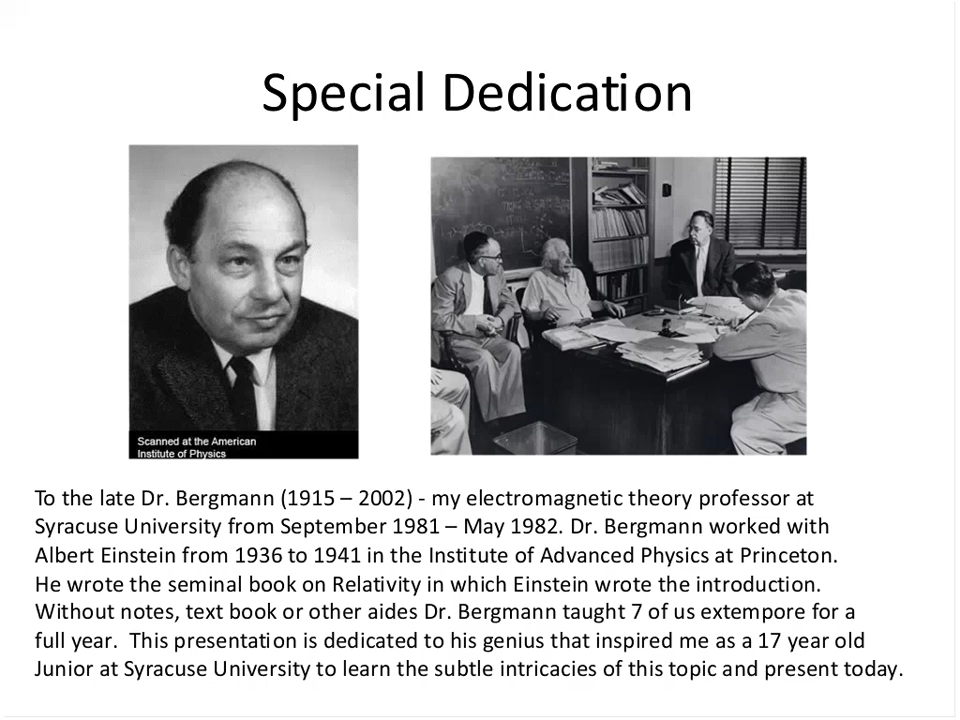 Special Dedication
Scanned at the American
Institute of Physics
To the late Dr. Bergmann (1915 – 2002) - my electromagnetic theory professor at
Syracuse University from September 1981 – May 1982. Dr. Bergmann worked with
Albert Einstein from 1936 to 1941 in the Institute of Advanced Physics at Princeton.
He wrote the seminal book on Relativity in which Einstein wrote the introduction.
Without notes, text book or other aides Dr. Bergmann taught 7 of us extempore for a
full year.  This presentation is dedicated to his genius that inspired me as a 17 year old
Junior at Syracuse University to learn the subtle intricacies of this topic and present today.